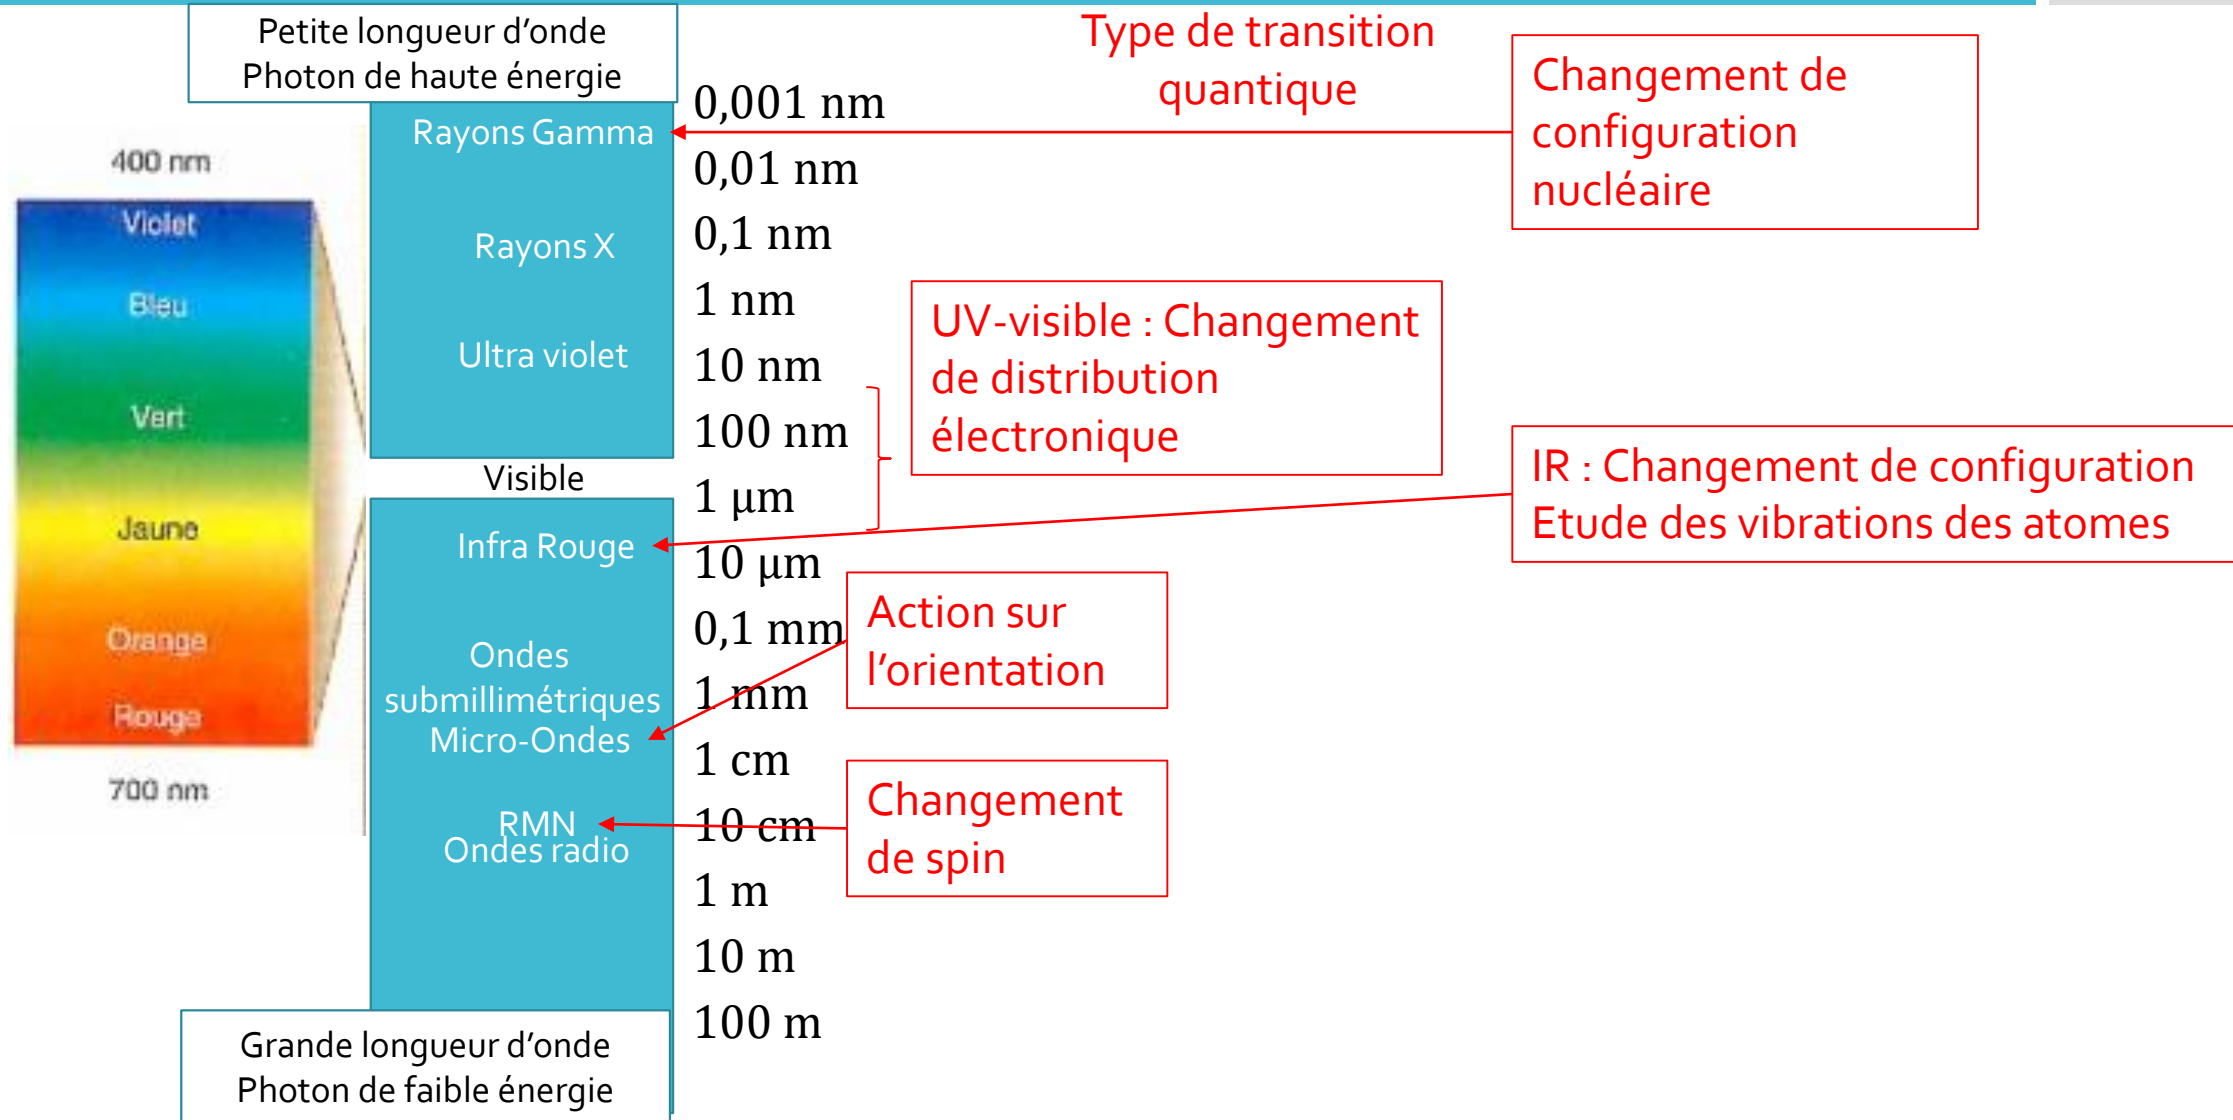 Petite longueur d’onde
Photon de haute énergie
Type de transition
quantique
Changement de
configuration
nucléaire
400 nm
Violet
Bleu
Vert
Jaune
Orange
Rouge
700 nm
Rayons Gamma
Rayons X
Ultra violet
Visible
Infra Rouge
Ondes
submillimétriques
Micro-Ondes
RMN
Ondes radio
0,001 nm
0,01 nm
0,1 nm
1 nm
10 nm
100 nm
1 μm
10 μm
0,1 mm
1 mm
1 cm
10 cm
1 m
10 m
100 m
UV-visible : Changement
de distribution
électronique
IR : Changement de configuration
Etude des vibrations des atomes
Action sur
l’orientation
Changement
de spin
Grande longueur d’onde
Photon de faible énergie